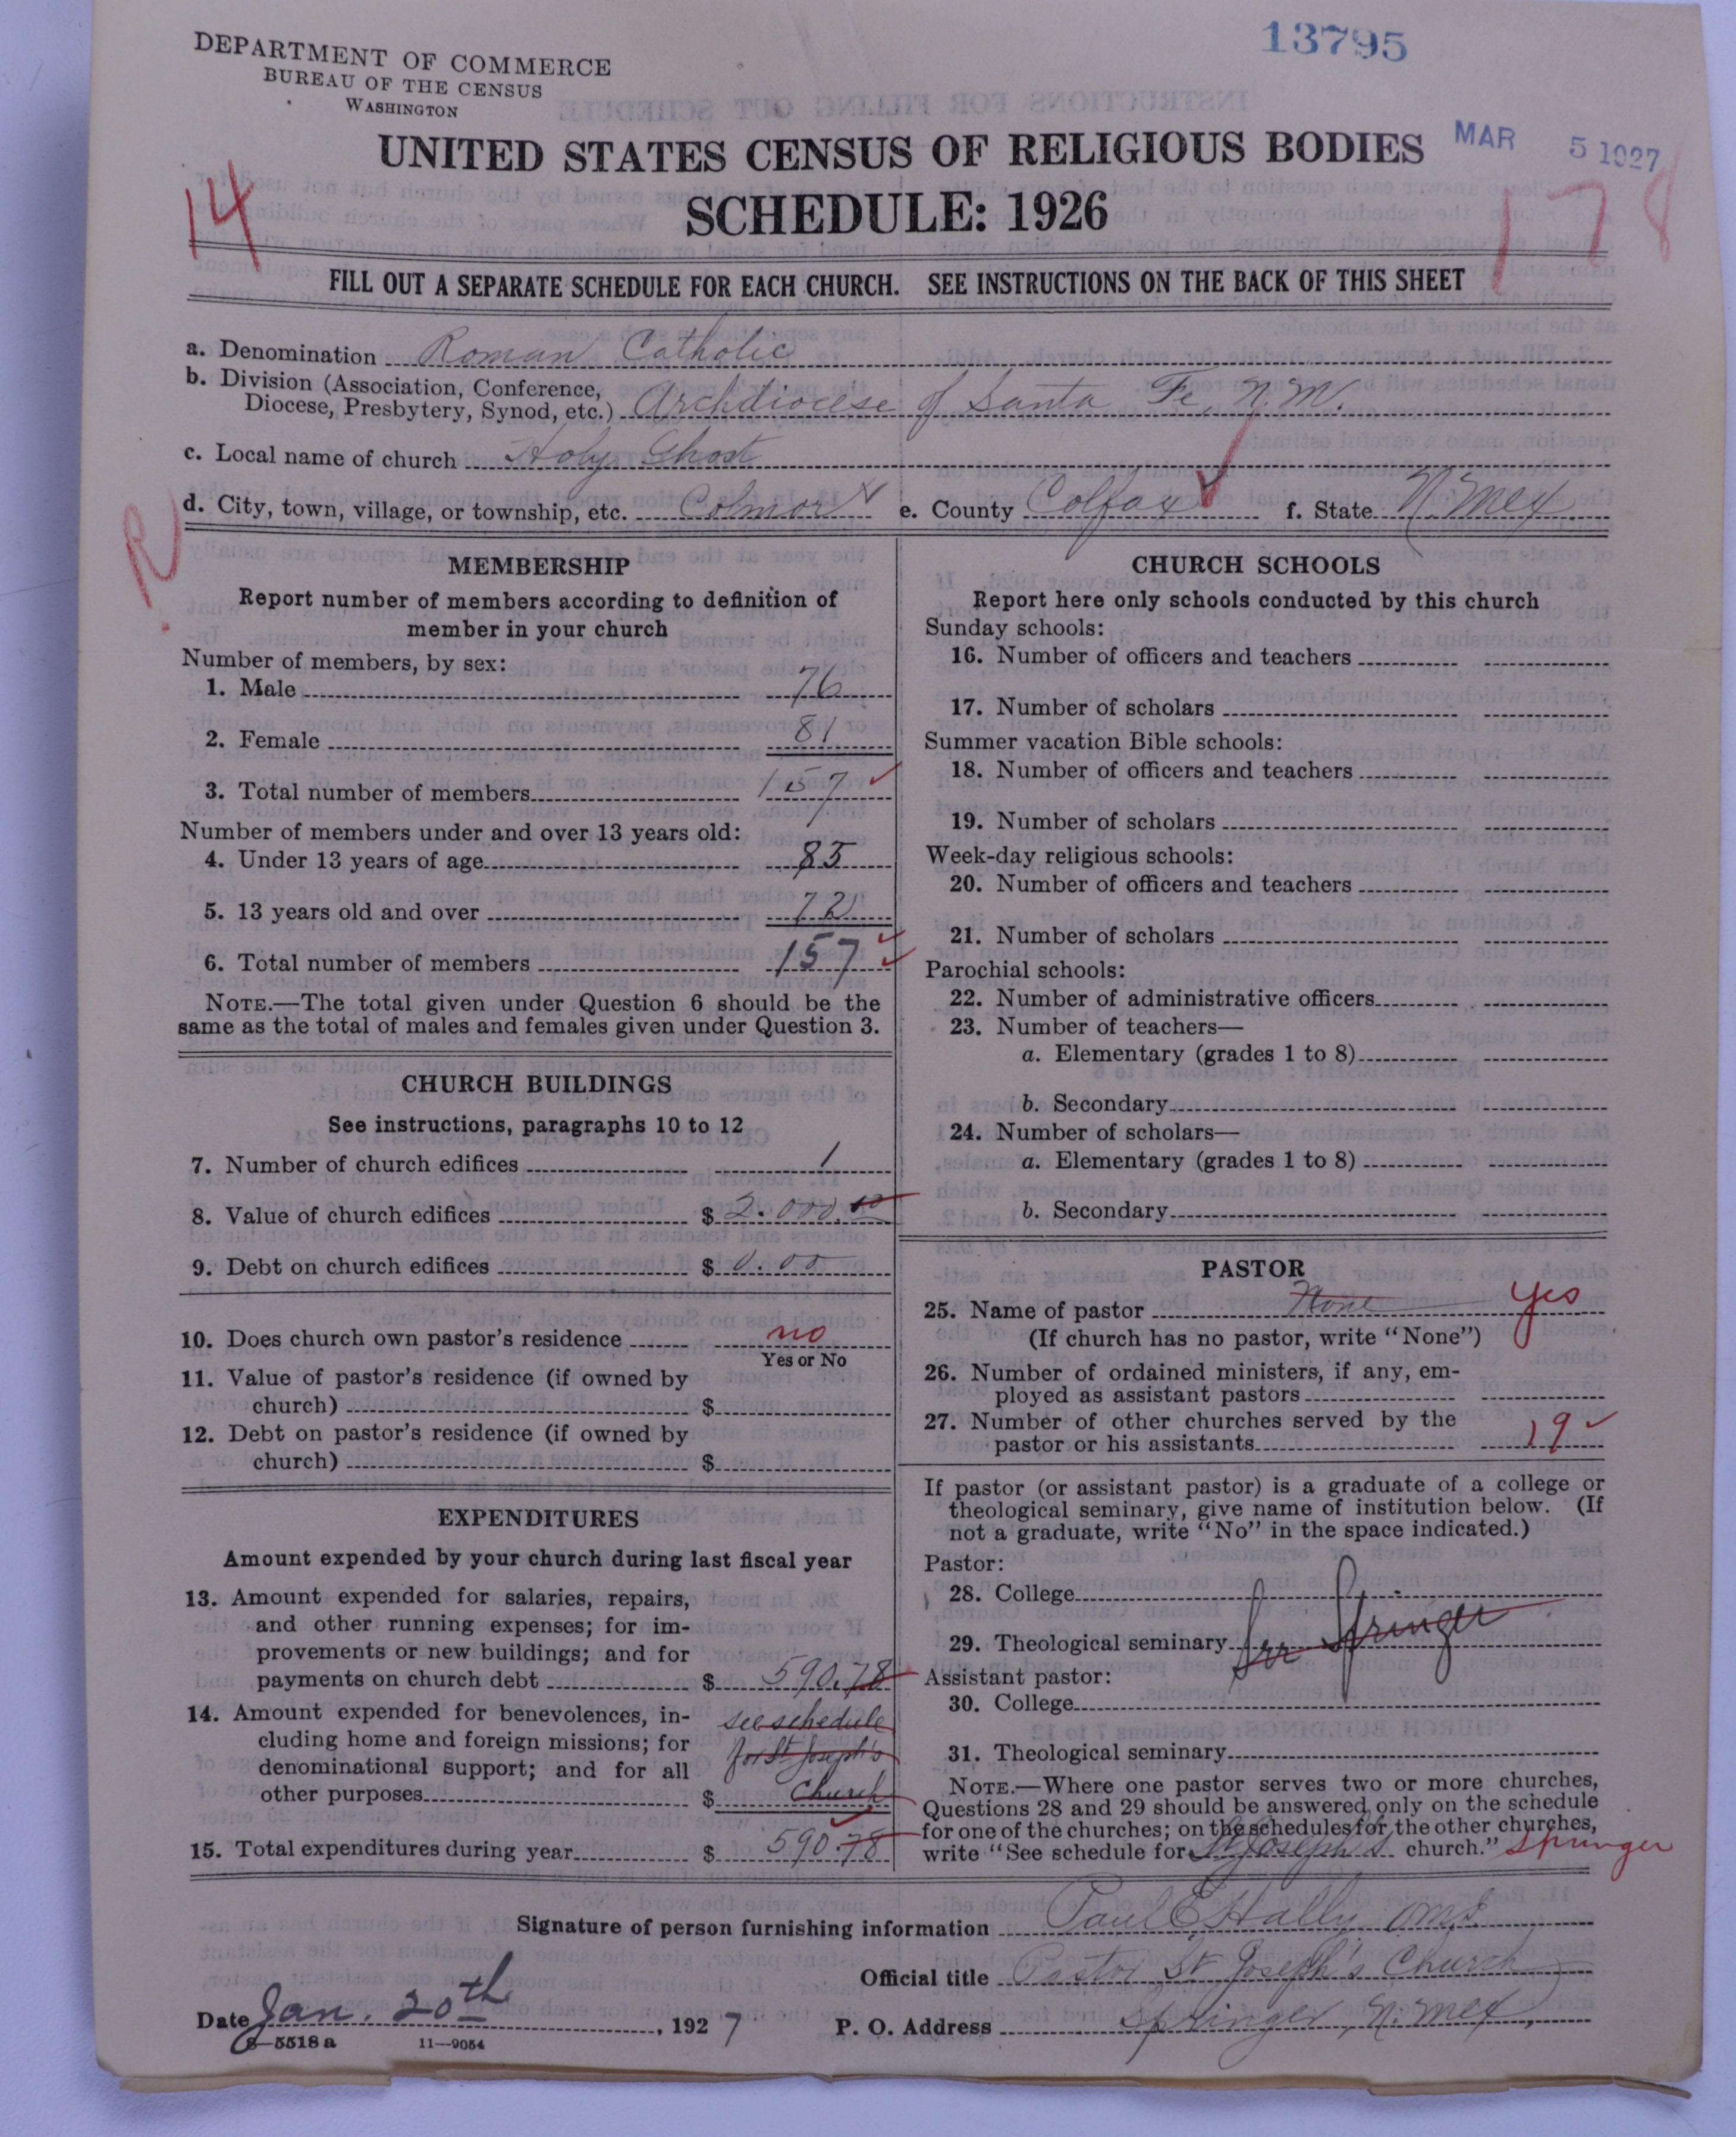 13795
DEPARTMENT OF COMMERCE
BUREAU OF THE CENSUS
WASHINGTON
UNITED STATES CENSUS OF RELIGIOUS BODIES
MAR 5 1927
SCHEDULE: 1926
14
178
FILL OUT A SEPARATE SCHEDULE FOR EACH CHURCH. SEE INSTRUCTIONS ON THE BACK OF THIS SHEET
a. Denomination Roman Catholic
b. Division (Association, Conference,
Diocese, Presbytery, Synod, etc.) Archdiocese of Santa Fe, N.M.
c. Local name of church Holy Ghost
d. City, town, village, or township, etc. Colmor e. County Colfax f. State N. Mex.
R
MEMBERSHIP
Report number of members according to definition of
member in your church
Number of members, by sex:
1. Male 76
2. Female 81
3. Total number of members 157
Number of members under and over 13 years old:
4. Under 13 years of age 85
5. 13 years old and over 72
6. Total number of members 157
NOTE.—The total given under Question 6 should be the
same as the total of males and females given under Question 3.
CHURCH BUILDINGS
See instructions, paragraphs 10 to 12
7. Number of church edifices 1
8. Value of church edifices $ 2.000.00
9. Debt on church edifices $ 0.00
10. Does church own pastor's residence no
Yes or No
11. Value of pastor's residence (if owned by
church) $
12. Debt on pastor's residence (if owned by
church) $
EXPENDITURES
Amount expended by your church during last fiscal year
13. Amount expended for salaries, repairs,
and other running expenses; for im-
provements or new buildings; and for
payments on church debt $ 590.78
14. Amount expended for benevolences, in- see schedule
cluding home and foreign missions; for
denominational support; and for all for St Joseph's
other purposes $ Church
15. Total expenditures during year $ 590.78
CHURCH SCHOOLS
Report here only schools conducted by this church
Sunday schools:
16. Number of officers and teachers
17. Number of scholars
Summer vacation Bible schools:
18. Number of officers and teachers
19. Number of scholars
Week-day religious schools:
20. Number of officers and teachers
21. Number of scholars
Parochial schools:
22. Number of administrative officers
23. Number of teachers—
a. Elementary (grades 1 to 8)
b. Secondary
24. Number of scholars—
a. Elementary (grades 1 to 8)
b. Secondary
PASTOR
25. Name of pastor None yes
(If church has no pastor, write "None")
26. Number of ordained ministers, if any, em-
ployed as assistant pastors
27. Number of other churches served by the
pastor or his assistants 19
If pastor (or assistant pastor) is a graduate of a college or
theological seminary, give name of institution below. (If
not a graduate, write "No" in the space indicated.)
Pastor:
28. College
29. Theological seminary Springer
Assistant pastor:
30. College
31. Theological seminary
NOTE.—Where one pastor serves two or more churches,
Questions 28 and 29 should be answered only on the schedule
for one of the churches; on the schedules for the other churches,
write "See schedule for St Joseph's church." Springer
Signature of person furnishing information Paul E Hally
Official title Pastor St Joseph's Church
Date Jan. 20th, 1927 P. O. Address Springer, N. Mex,
8—5518 a 11—9054